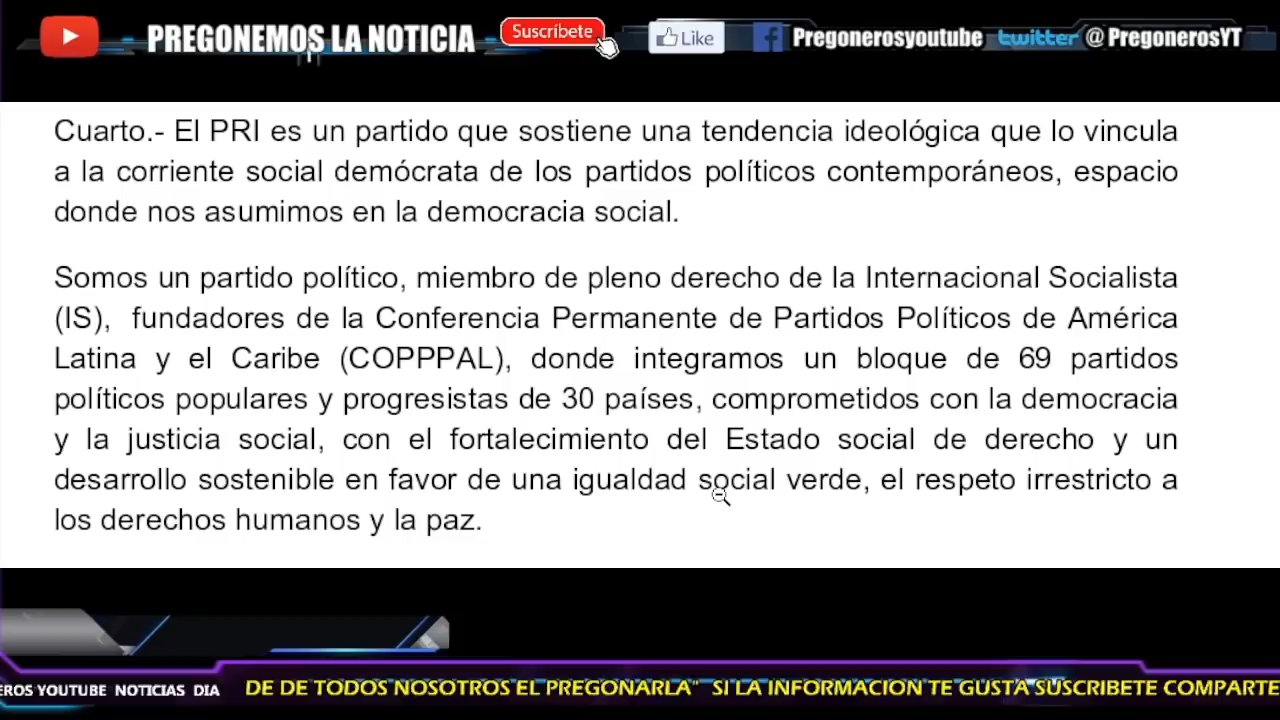 PREGONEMOS LA NOTICIA Suscríbete Like Pregonerosyoutube twitter @PregonerosYT
Cuarto.- El PRI es un partido que sostiene una tendencia ideológica que lo vincula
a la corriente social demócrata de los partidos políticos contemporáneos, espacio
donde nos asumimos en la democracia social.
Somos un partido político, miembro de pleno derecho de la Internacional Socialista
(IS), fundadores de la Conferencia Permanente de Partidos Políticos de América
Latina y el Caribe (COPPPAL), donde integramos un bloque de 69 partidos
políticos populares y progresistas de 30 países, comprometidos con la democracia
y la justicia social, con el fortalecimiento del Estado social de derecho y un
desarrollo sostenible en favor de una igualdad social verde, el respeto irrestricto a
los derechos humanos y la paz.
EROS YOUTUBE NOTICIAS DIA DE DE TODOS NOSOTROS EL PREGONARLA" SI LA INFORMACION TE GUSTA SUSCRIBETE COMPARTE